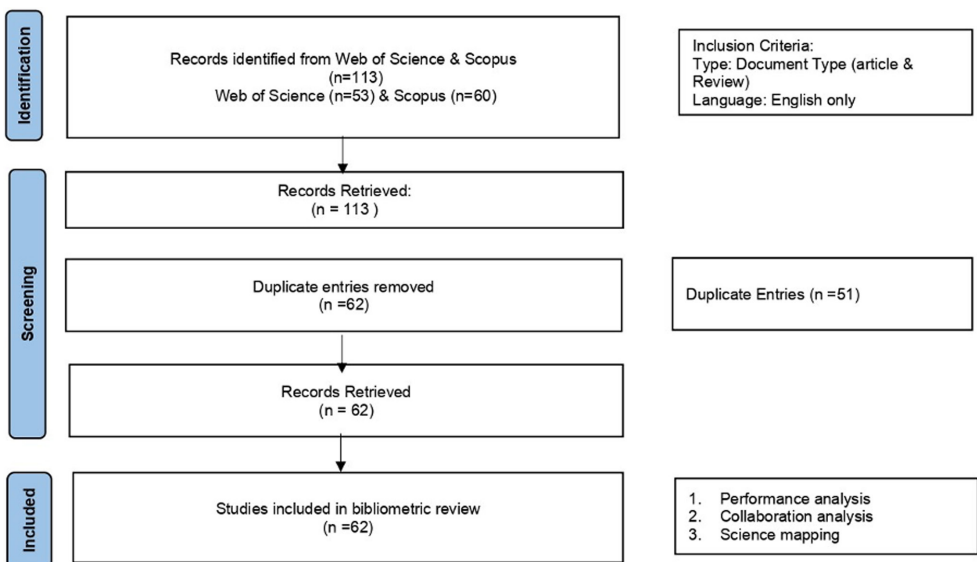 Identification
Records identified from Web of Science & Scopus
(n=113)
Web of Science (n=53) & Scopus (n=60)
Inclusion Criteria:
Type: Document Type (article &
Review)
Language: English only
Screening
Records Retrieved:
(n = 113 )
Duplicate entries removed
(n =62)
Duplicate Entries (n =51)
Records Retrieved
(n = 62)
Included
Studies included in bibliometric review
(n =62)
1. Performance analysis
2. Collaboration analysis
3. Science mapping